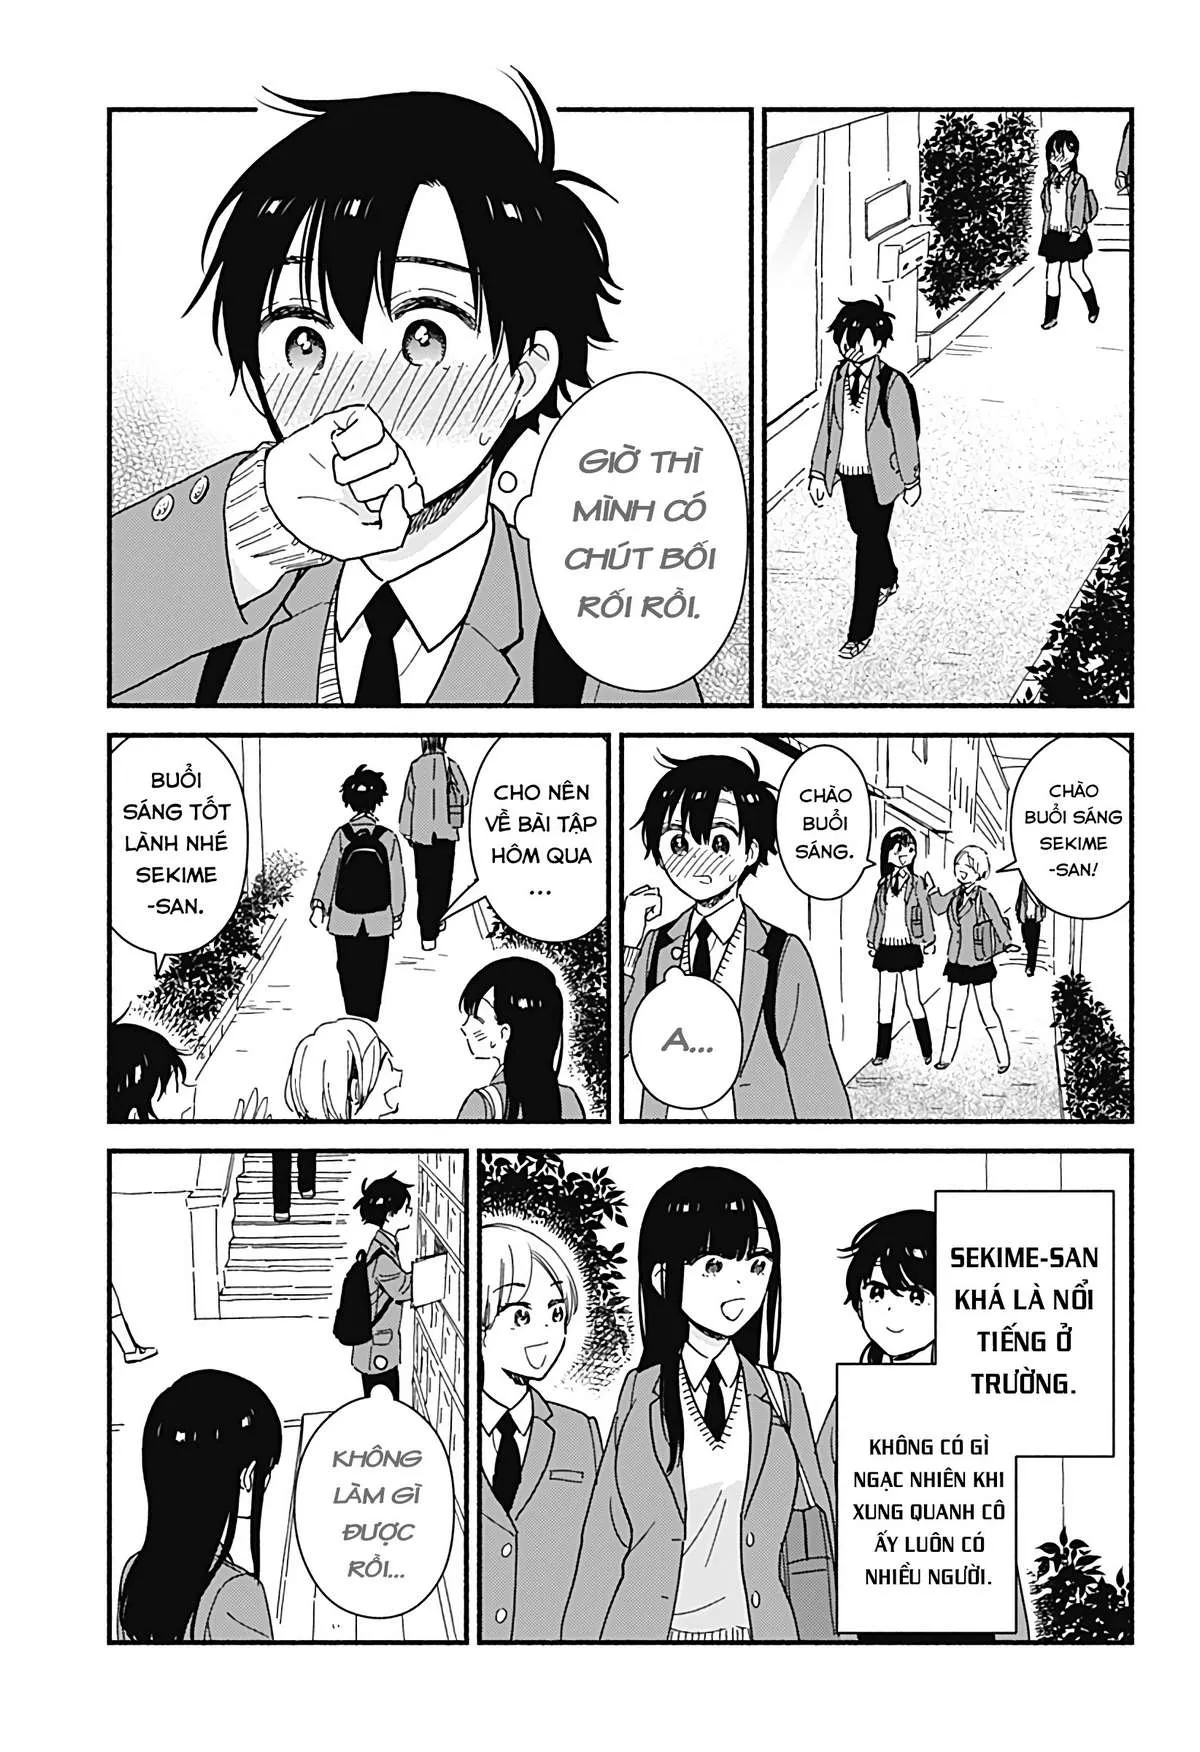 GIỜ THÌ
MÌNH CÓ
CHÚT BỐI
RỐI RỒI.
CHÀO
BUỔI SÁNG
SEKIME
-SAN!
CHÀO
BUỔI
SÁNG.
A...
CHO NÊN
VỀ BÀI TẬP
HÔM QUA
...
BUỔI
SÁNG TỐT
LÀNH NHÉ
SEKIME
-SAN.
SEKIME-SAN
KHÁ LÀ NỔI
TIẾNG Ở
TRƯỜNG.
KHÔNG CÓ GÌ
NGẠC NHIÊN KHI
XUNG QUANH CÔ
ẤY LUÔN CÓ
NHIỀU NGƯỜI.
KHÔNG
LÀM GÌ
ĐƯỢC
RỒI...